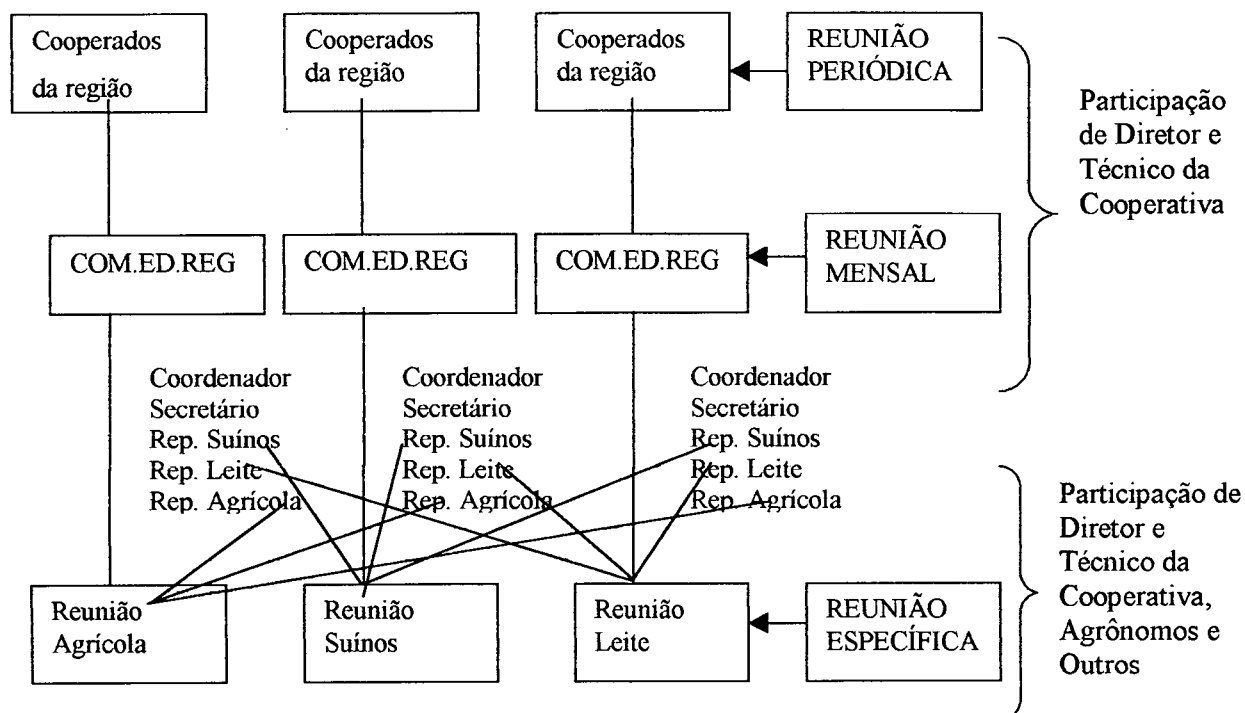 Cooperados
da região
Cooperados
da região
Cooperados
da região
REUNIÃO
PERIÓDICA
Participação
de Diretor e
Técnico da
Cooperativa
COM.ED.REG
COM.ED.REG
COM.ED.REG
REUNIÃO
MENSAL
Coordenador
Secretário
Rep. Suínos
Rep. Leite
Rep. Agrícola
Coordenador
Secretário
Rep. Suínos
Rep. Leite
Rep. Agrícola
Coordenador
Secretário
Rep. Suínos
Rep. Leite
Rep. Agrícola
Reunião
Agrícola
Reunião
Suínos
Reunião
Leite
REUNIÃO
ESPECÍFICA
Participação de
Diretor e
Técnico da
Cooperativa,
Agrônomos e
Outros